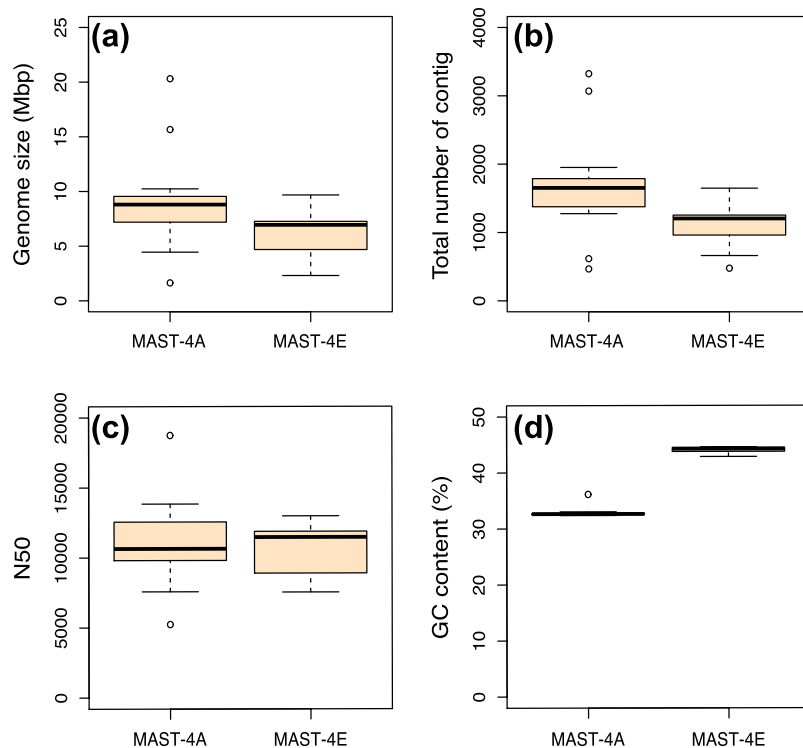 (a)
Genome size (Mbp)
25
20
15
10
5
0
MAST-4A MAST-4E
(b)
Total number of contig
4000
3000
2000
1000
0
MAST-4A MAST-4E
(c)
N50
20000
15000
10000
5000
0
MAST-4A MAST-4E
(d)
GC content (%)
50
40
30
20
10
0
MAST-4A MAST-4E